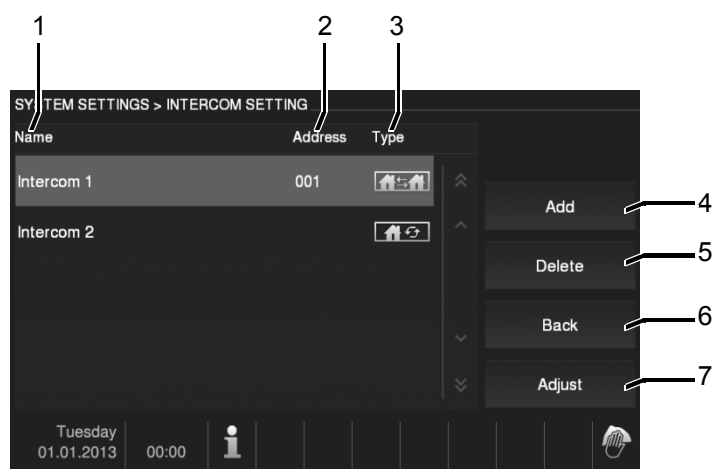 1 2 3
SYSTEM SETTINGS > INTERCOM SETTING
Name Address Type
Intercom 1 001
Add 4
Intercom 2
Delete 5
Back 6
Adjust 7
Tuesday
01.01.2013 00:00